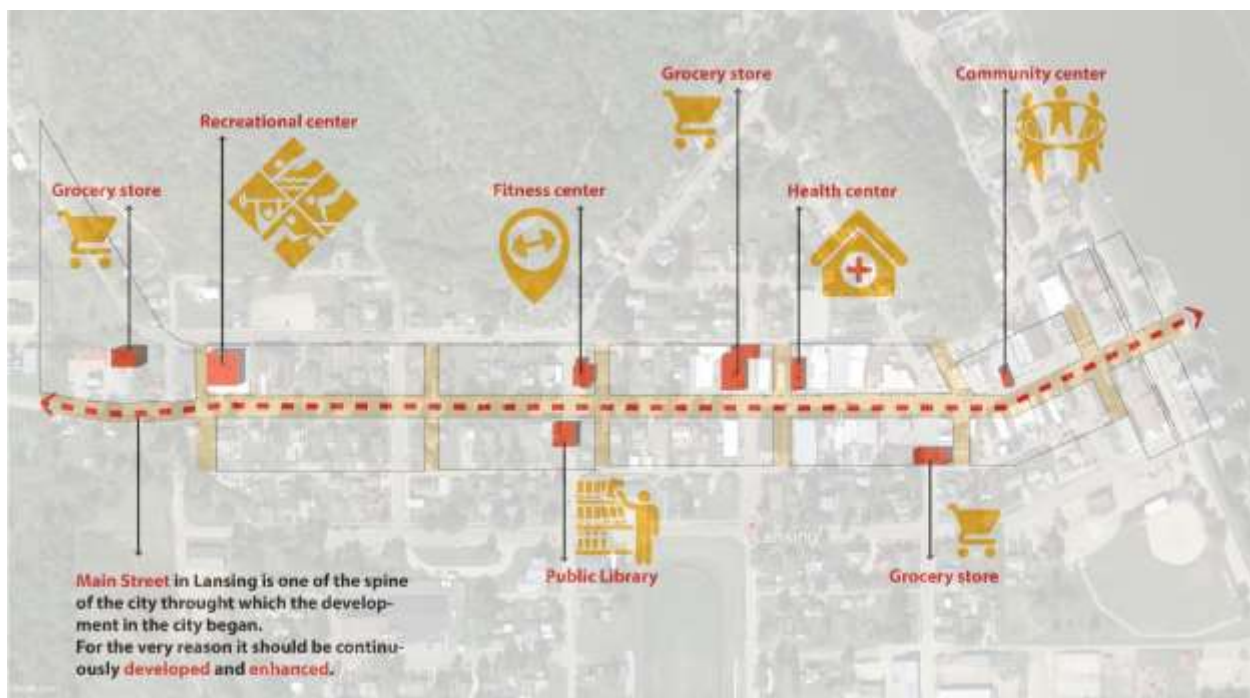 Grocery store
Community center
Recreational center
Grocery store
Fitness center
Health center
Lansing
Public Library
Grocery store
Main Street in Lansing is one of the spine
of the city throught which the develop-
ment in the city began.
For the very reason it should be continu-
ously developed and enhanced.